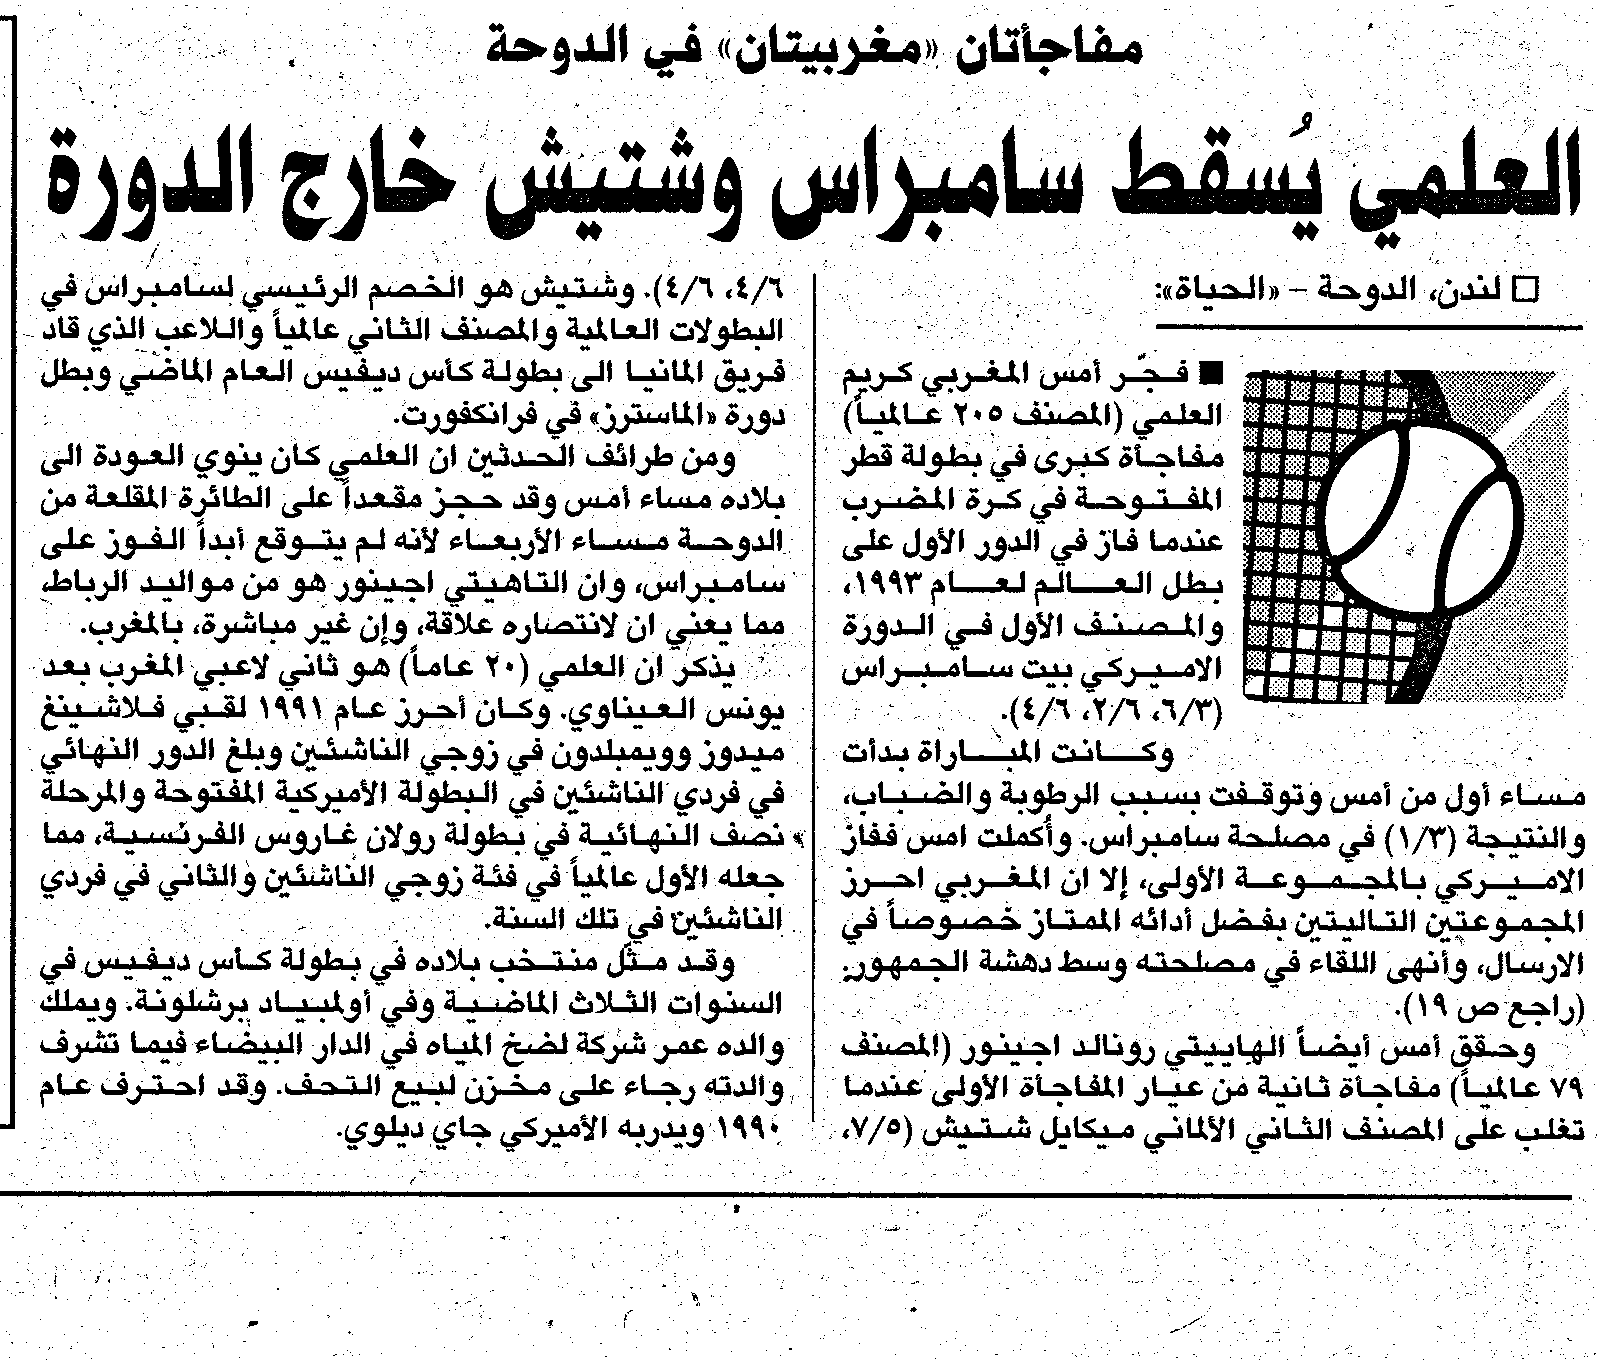 مفاجأتان «مغربيتان» في الدوحة
العلمي يُسقط سامبراس وشتيش خارج الدورة
□ لندن، الدوحة – «الحياة»:
■ فجّر أمس المغربي كريم
العلمي (المصنف ٢٠٥ عالمياً)
مفاجأة كبرى في بطولة قطر
المفتوحة في كرة المضرب
عندما فاز في الدور الأول على
بطل العالم لعام ١٩٩٣،
والمصنف الأول في الدورة
الاميركي بيت سامبراس
(٦/٣، ٢/٦، ٤/٦).
وكانت المباراة بدأت
مساء أول من أمس وتوقفت بسبب الرطوبة والضباب،
والنتيجة (١/٣) في مصلحة سامبراس. وأكملت امس ففاز
الاميركي بالمجموعة الأولى، إلا ان المغربي احرز
المجموعتين التاليتين بفضل أدائه الممتاز خصوصاً في
الارسال، وأنهى اللقاء في مصلحته وسط دهشة الجمهور.
(راجع ص ١٩).
وحقق أمس أيضاً الهاييتي رونالد اجينور (المصنف
٧٩ عالمياً) مفاجأة ثانية من عيار المفاجأة الأولى عندما
تغلب على المصنف الثاني الألماني ميكايل شتيش (٧/٥،
٤/٦، ٤/٦). وشتيش هو الخصم الرئيسي لسامبراس في
البطولات العالمية والمصنف الثاني عالمياً واللاعب الذي قاد
فريق المانيا الى بطولة كأس ديفيس العام الماضي وبطل
دورة «الماسترز» في فرانكفورت.
ومن طرائف الحدثين ان العلمي كان ينوي العودة الى
بلاده مساء أمس وقد حجز مقعداً على الطائرة المقلعة من
الدوحة مساء الأربعاء لأنه لم يتوقع أبداً الفوز على
سامبراس، وان التاهيتي اجينور هو من مواليد الرباط،
مما يعني ان لانتصاره علاقة، وإن غير مباشرة، بالمغرب.
يذكر ان العلمي (٢٠ عاماً) هو ثاني لاعبي المغرب بعد
يونس العيناوي. وكان أحرز عام ١٩٩١ لقبي فلاشينغ
ميدوز وويمبلدون في زوجي الناشئين وبلغ الدور النهائي
في فردي الناشئين في البطولة الأميركية المفتوحة والمرحلة
نصف النهائية في بطولة رولان غاروس الفرنسية، مما
جعله الأول عالمياً في فئة زوجي الناشئين والثاني في فردي
الناشئين في تلك السنة.
وقد مثّل منتخب بلاده في بطولة كأس ديفيس في
السنوات الثلاث الماضية وفي أولمبياد برشلونة. ويملك
والده عمر شركة لضخ المياه في الدار البيضاء فيما تشرف
والدته رجاء على مخزن لبيع التحف. وقد احترف عام
١٩٩٠ ويدربه الأميركي جاي ديلوي.